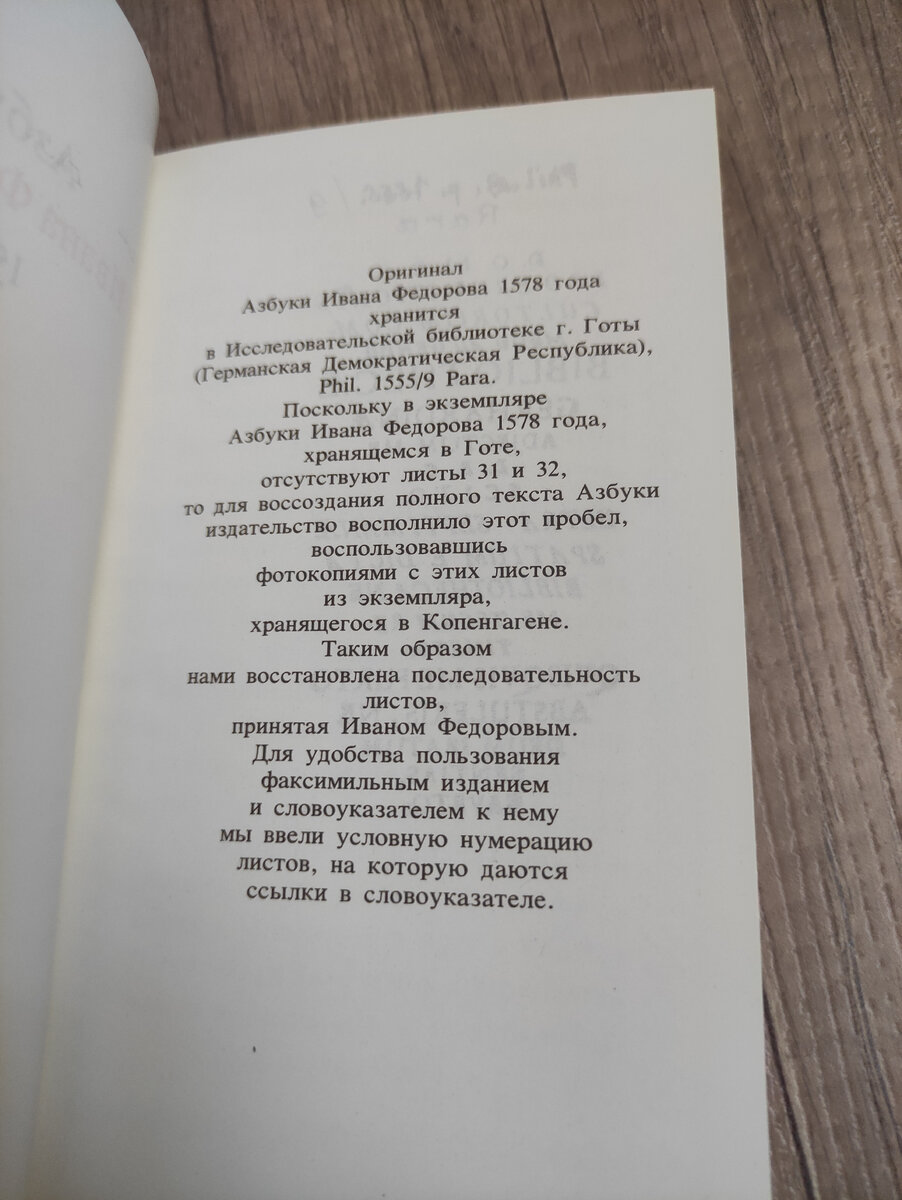 Оригинал
Азбуки Ивана Федорова 1578 года
хранится
в Исследовательской библиотеке г. Готы
(Германская Демократическая Республика),
Phil. 1555/9 Para.
Поскольку в экземпляре
Азбуки Ивана Федорова 1578 года,
хранящемся в Готе,
отсутствуют листы 31 и 32,
то для воссоздания полного текста Азбуки
издательство восполнило этот пробел,
воспользовавшись
фотокопиями с этих листов
из экземпляра,
хранящегося в Копенгагене.
Таким образом
нами восстановлена последовательность
листов,
принятая Иваном Федоровым.
Для удобства пользования
факсимильным изданием
и словоуказателем к нему
мы ввели условную нумерацию
листов, на которую даются
ссылки в словоуказателе.